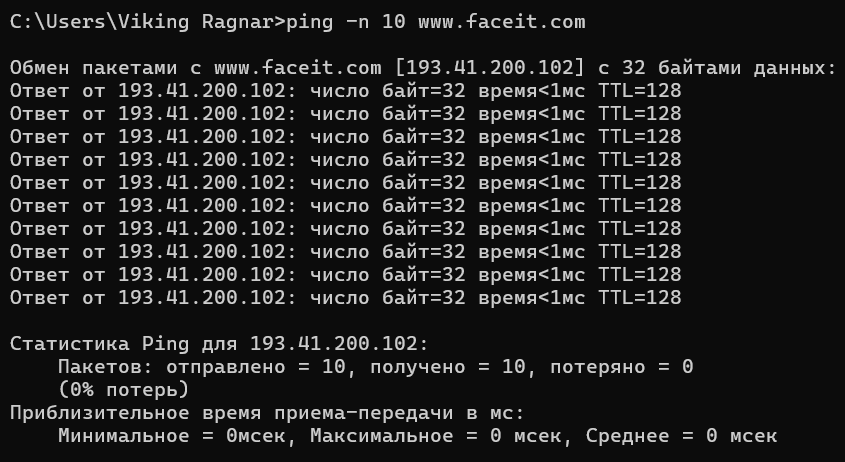 C:\Users\Viking Ragnar>ping -n 10 www.faceit.com
Обмен пакетами с www.faceit.com [193.41.200.102] с 32 байтами данных:
Ответ от 193.41.200.102: число байт=32 время<1мс TTL=128
Ответ от 193.41.200.102: число байт=32 время<1мс TTL=128
Ответ от 193.41.200.102: число байт=32 время<1мс TTL=128
Ответ от 193.41.200.102: число байт=32 время<1мс TTL=128
Ответ от 193.41.200.102: число байт=32 время<1мс TTL=128
Ответ от 193.41.200.102: число байт=32 время<1мс TTL=128
Ответ от 193.41.200.102: число байт=32 время<1мс TTL=128
Ответ от 193.41.200.102: число байт=32 время<1мс TTL=128
Ответ от 193.41.200.102: число байт=32 время<1мс TTL=128
Ответ от 193.41.200.102: число байт=32 время<1мс TTL=128
Статистика Ping для 193.41.200.102:
Пакетов: отправлено = 10, получено = 10, потеряно = 0
(0% потерь)
Приблизительное время приема-передачи в мс:
Минимальное = 0мсек, Максимальное = 0 мсек, Среднее = 0 мсек